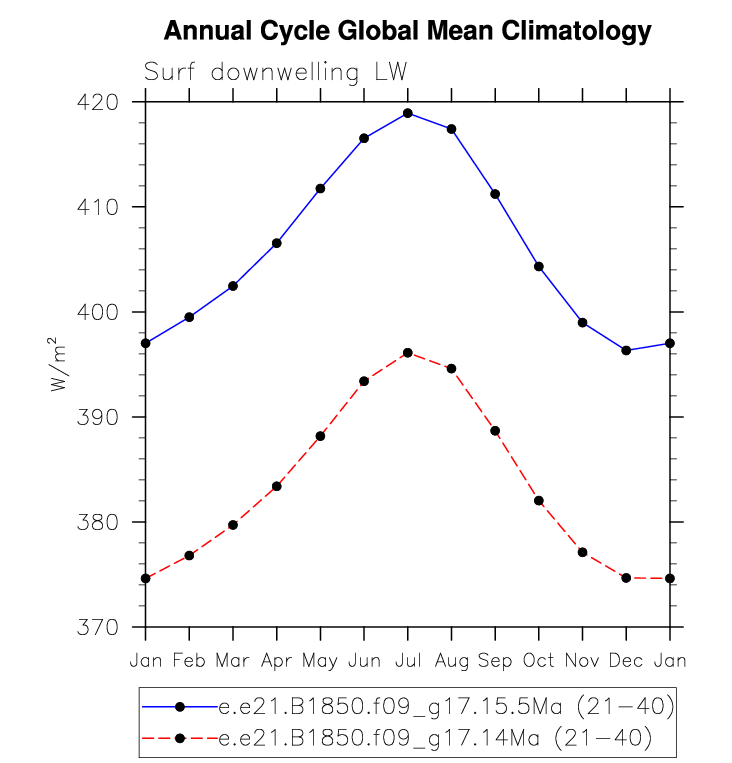 Annual Cycle Global Mean Climatology
Surf downwelling LW
420
410
400
390
380
370
W/m²
Jan Feb Mar Apr May Jun Jul Aug Sep Oct Nov Dec Jan
e.e21.B1850.f09_g17.15.5Ma (21-40)
e.e21.B1850.f09_g17.14Ma (21-40)